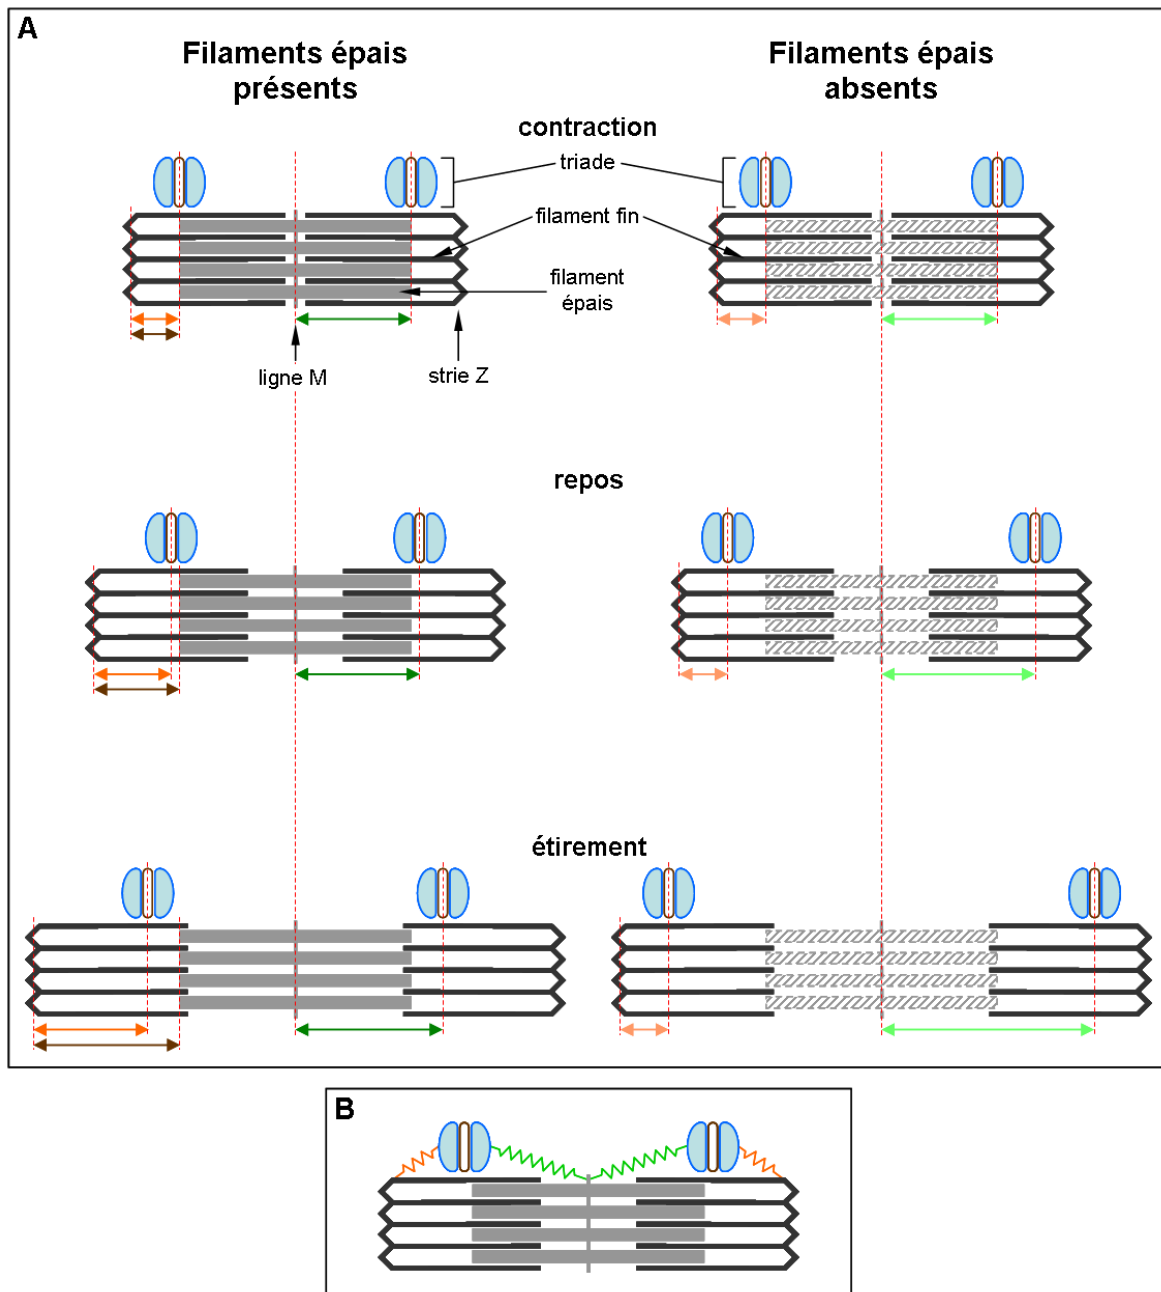 A
Filaments épais
présents
Filaments épais
absents
contraction
triade
filament fin
filament
épais
ligne M
strie Z
repos
étirement
B